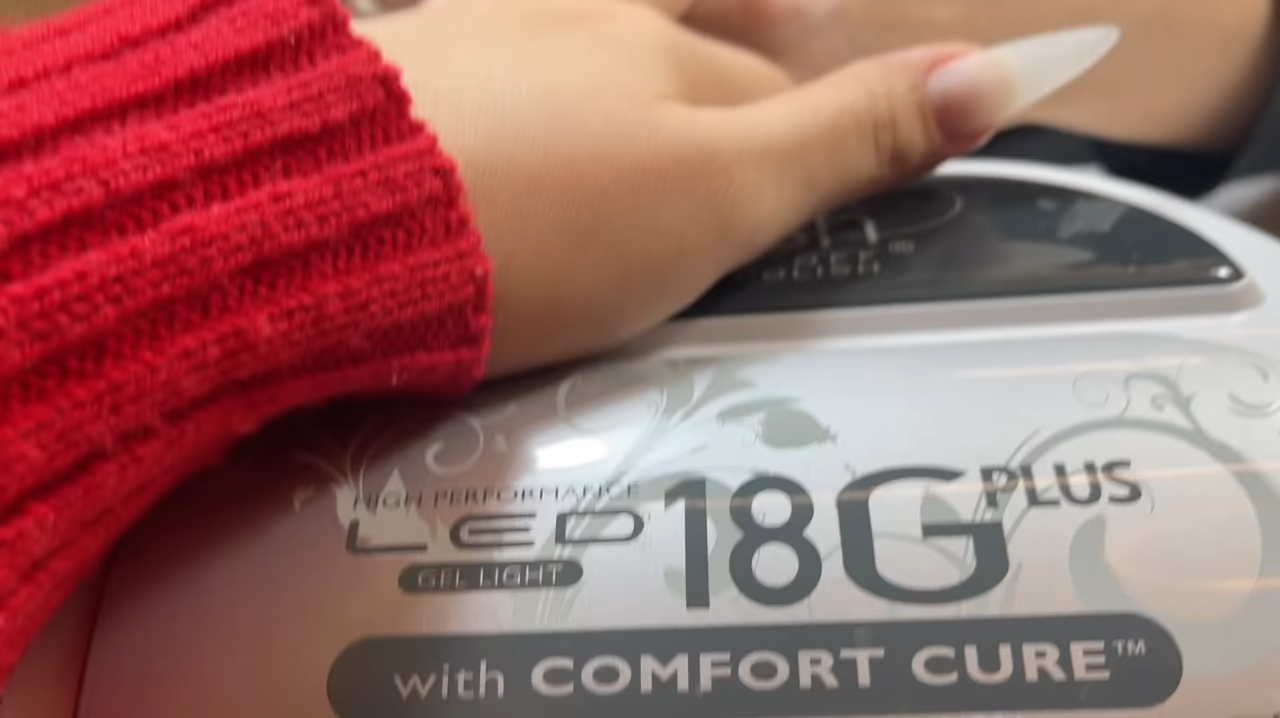 HIGH PERFORMANCE
LED 18G PLUS
GEL LIGHT
with COMFORT CURE™